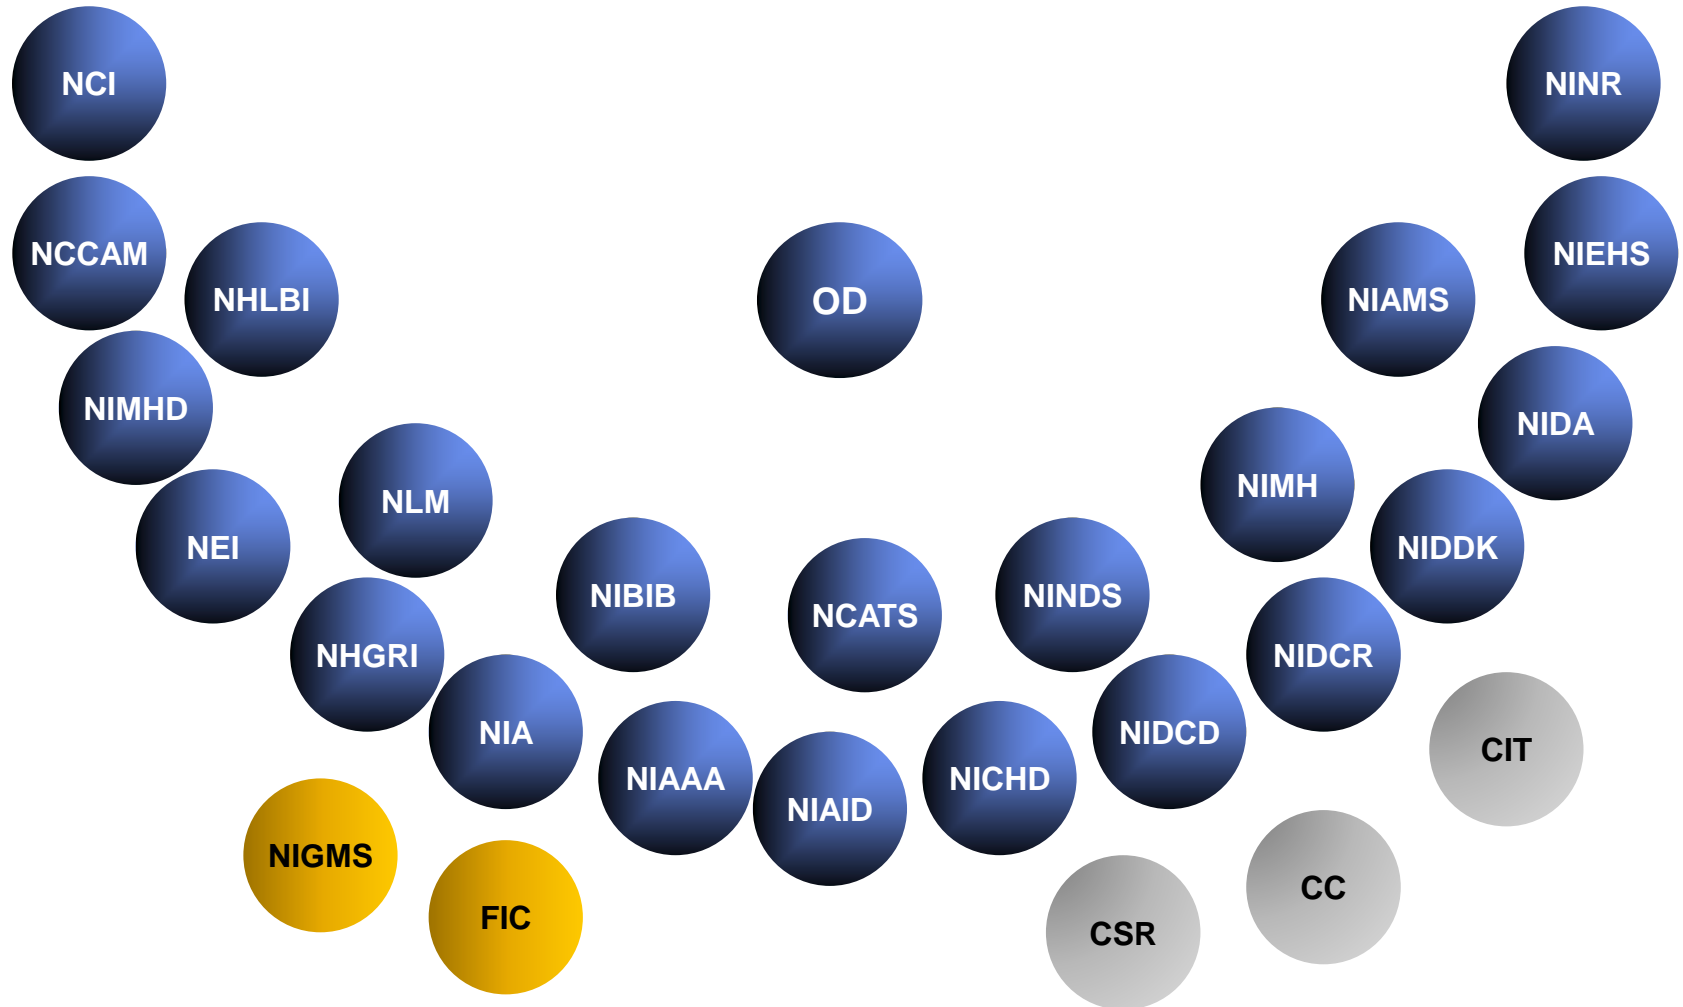 NCI
NINR
NCCAM
NHLBI
OD
NIAMS
NIEHS
NIMHD
NIDA
NLM
NIMH
NEI
NIDDK
NIBIB
NCATS
NINDS
NHGRI
NIDCR
NIA
NIDCD
CIT
NIAAA
NIAID
NICHD
NIGMS
CC
FIC
CSR